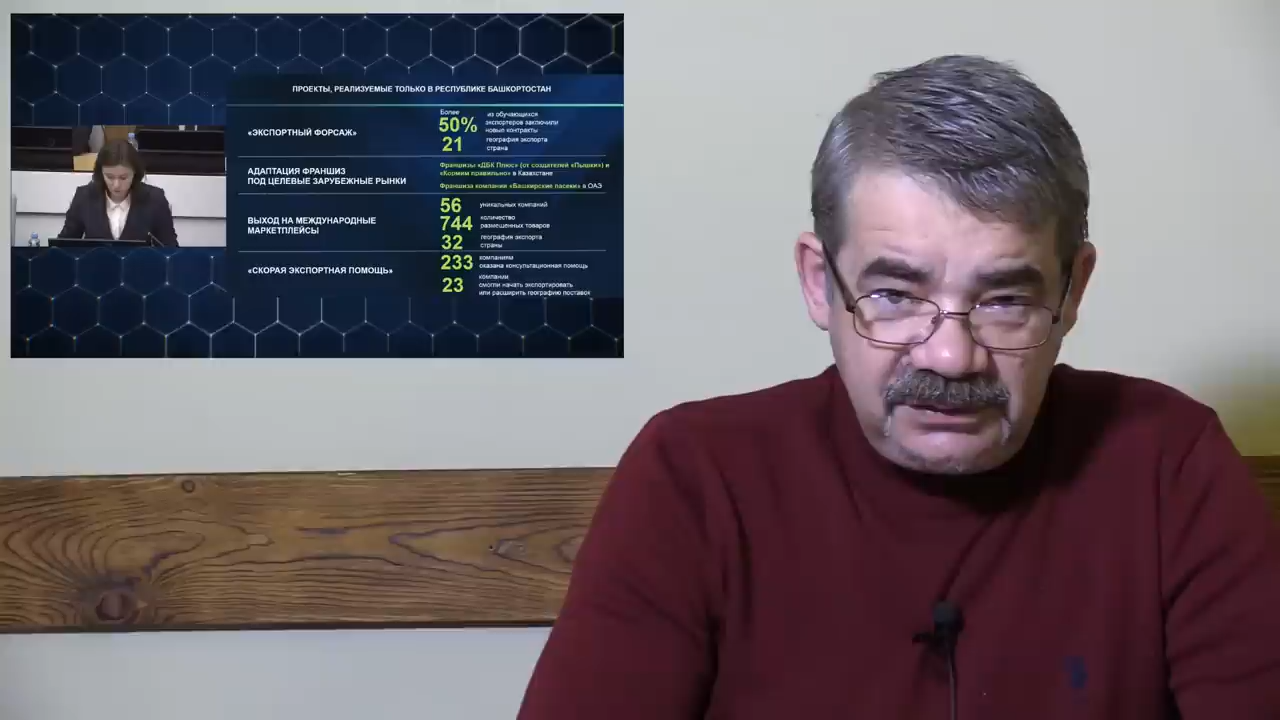 ПРОЕКТЫ, РЕАЛИЗУЕМЫЕ ТОЛЬКО В РЕСПУБЛИКЕ БАШКОРТОСТАН
«ЭКСПОРТНЫЙ ФОРСАЖ»
Более
50%
из обучающихся
экспортеров заключили
новые контракты
21
география экспорта
страна
АДАПТАЦИЯ ФРАНШИЗ
ПОД ЦЕЛЕВЫЕ ЗАРУБЕЖНЫЕ РЫНКИ
Франшизы «ДБК Плюс» (от создателей «Пышки») и
«Кормим правильно» в Казахстане
Франшиза компании «Башкирские пасеки» в ОАЭ
ВЫХОД НА МЕЖДУНАРОДНЫЕ
МАРКЕТПЛЕЙСЫ
56
уникальных компаний
744
количество
размещенных товаров
32
география экспорта
страны
«СКОРАЯ ЭКСПОРТНАЯ ПОМОЩЬ»
233
компаниям
оказана консультационная помощь
23
компании
смогли начать экспортировать
или расширить географию поставок